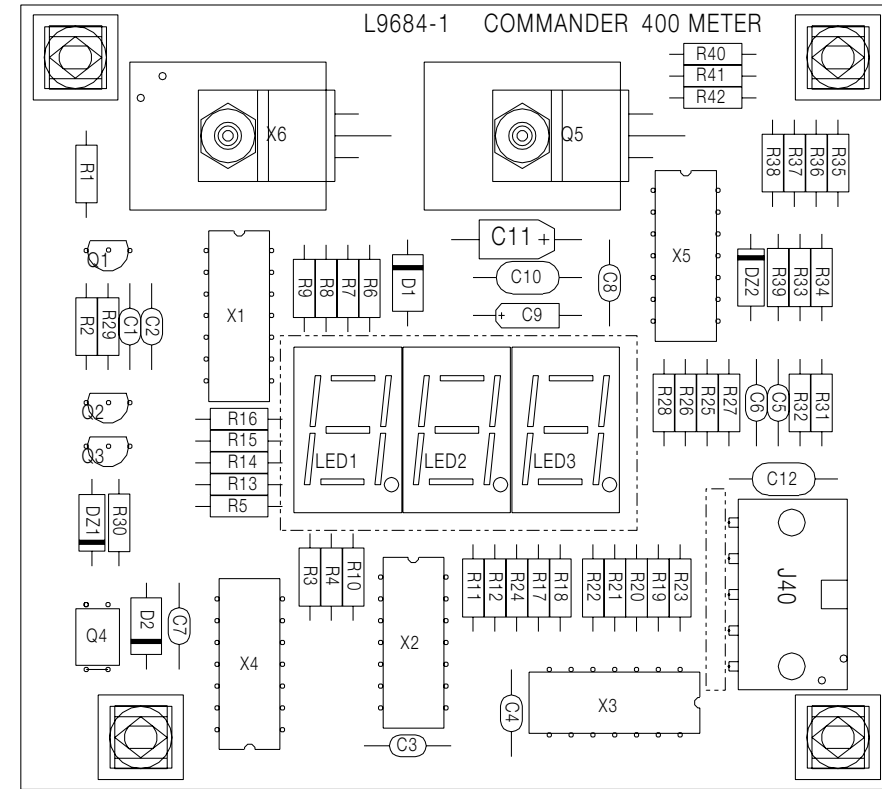 L9684-1 COMMANDER 400 METER
R40
R41
R42
X6
Q5
R1
R38 R37 R36 R35
Q1
X1
R9 R8 R7 R6
D1
C11 +
C10
+ C9
C8
X5
DZ2
R39 R33 R34
R2 R29 C1 C2
Q2
Q3
R16
R15
R14
R13
R5
LED1 LED2 LED3
R28 R26 R25 R27
C6 C5
R32 R31
C12
DZ1 R30
R3 R4 R10
R11 R12 R24 R17 R18
R22 R21 R20 R19 R23
J40
Q4
D2
C7
X4
X2
C4
X3
C3